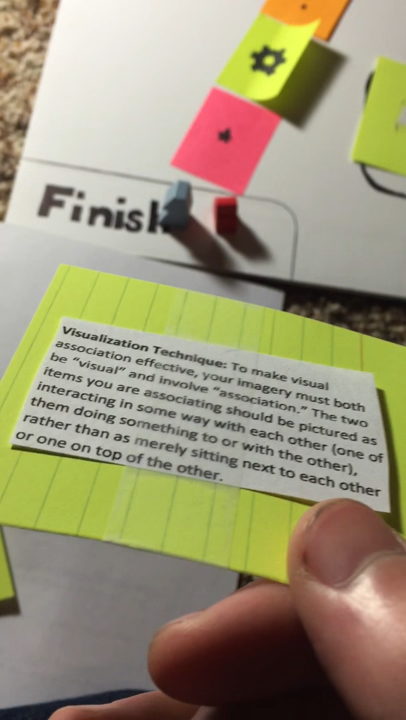 Finish
Visualization Technique: To make visual
association effective, your imagery must both
be "visual" and involve "association." The two
items you are associating should be pictured as
interacting in some way with each other (one of
them doing something to or with the other),
rather than as merely sitting next to each other
or one on top of the other.